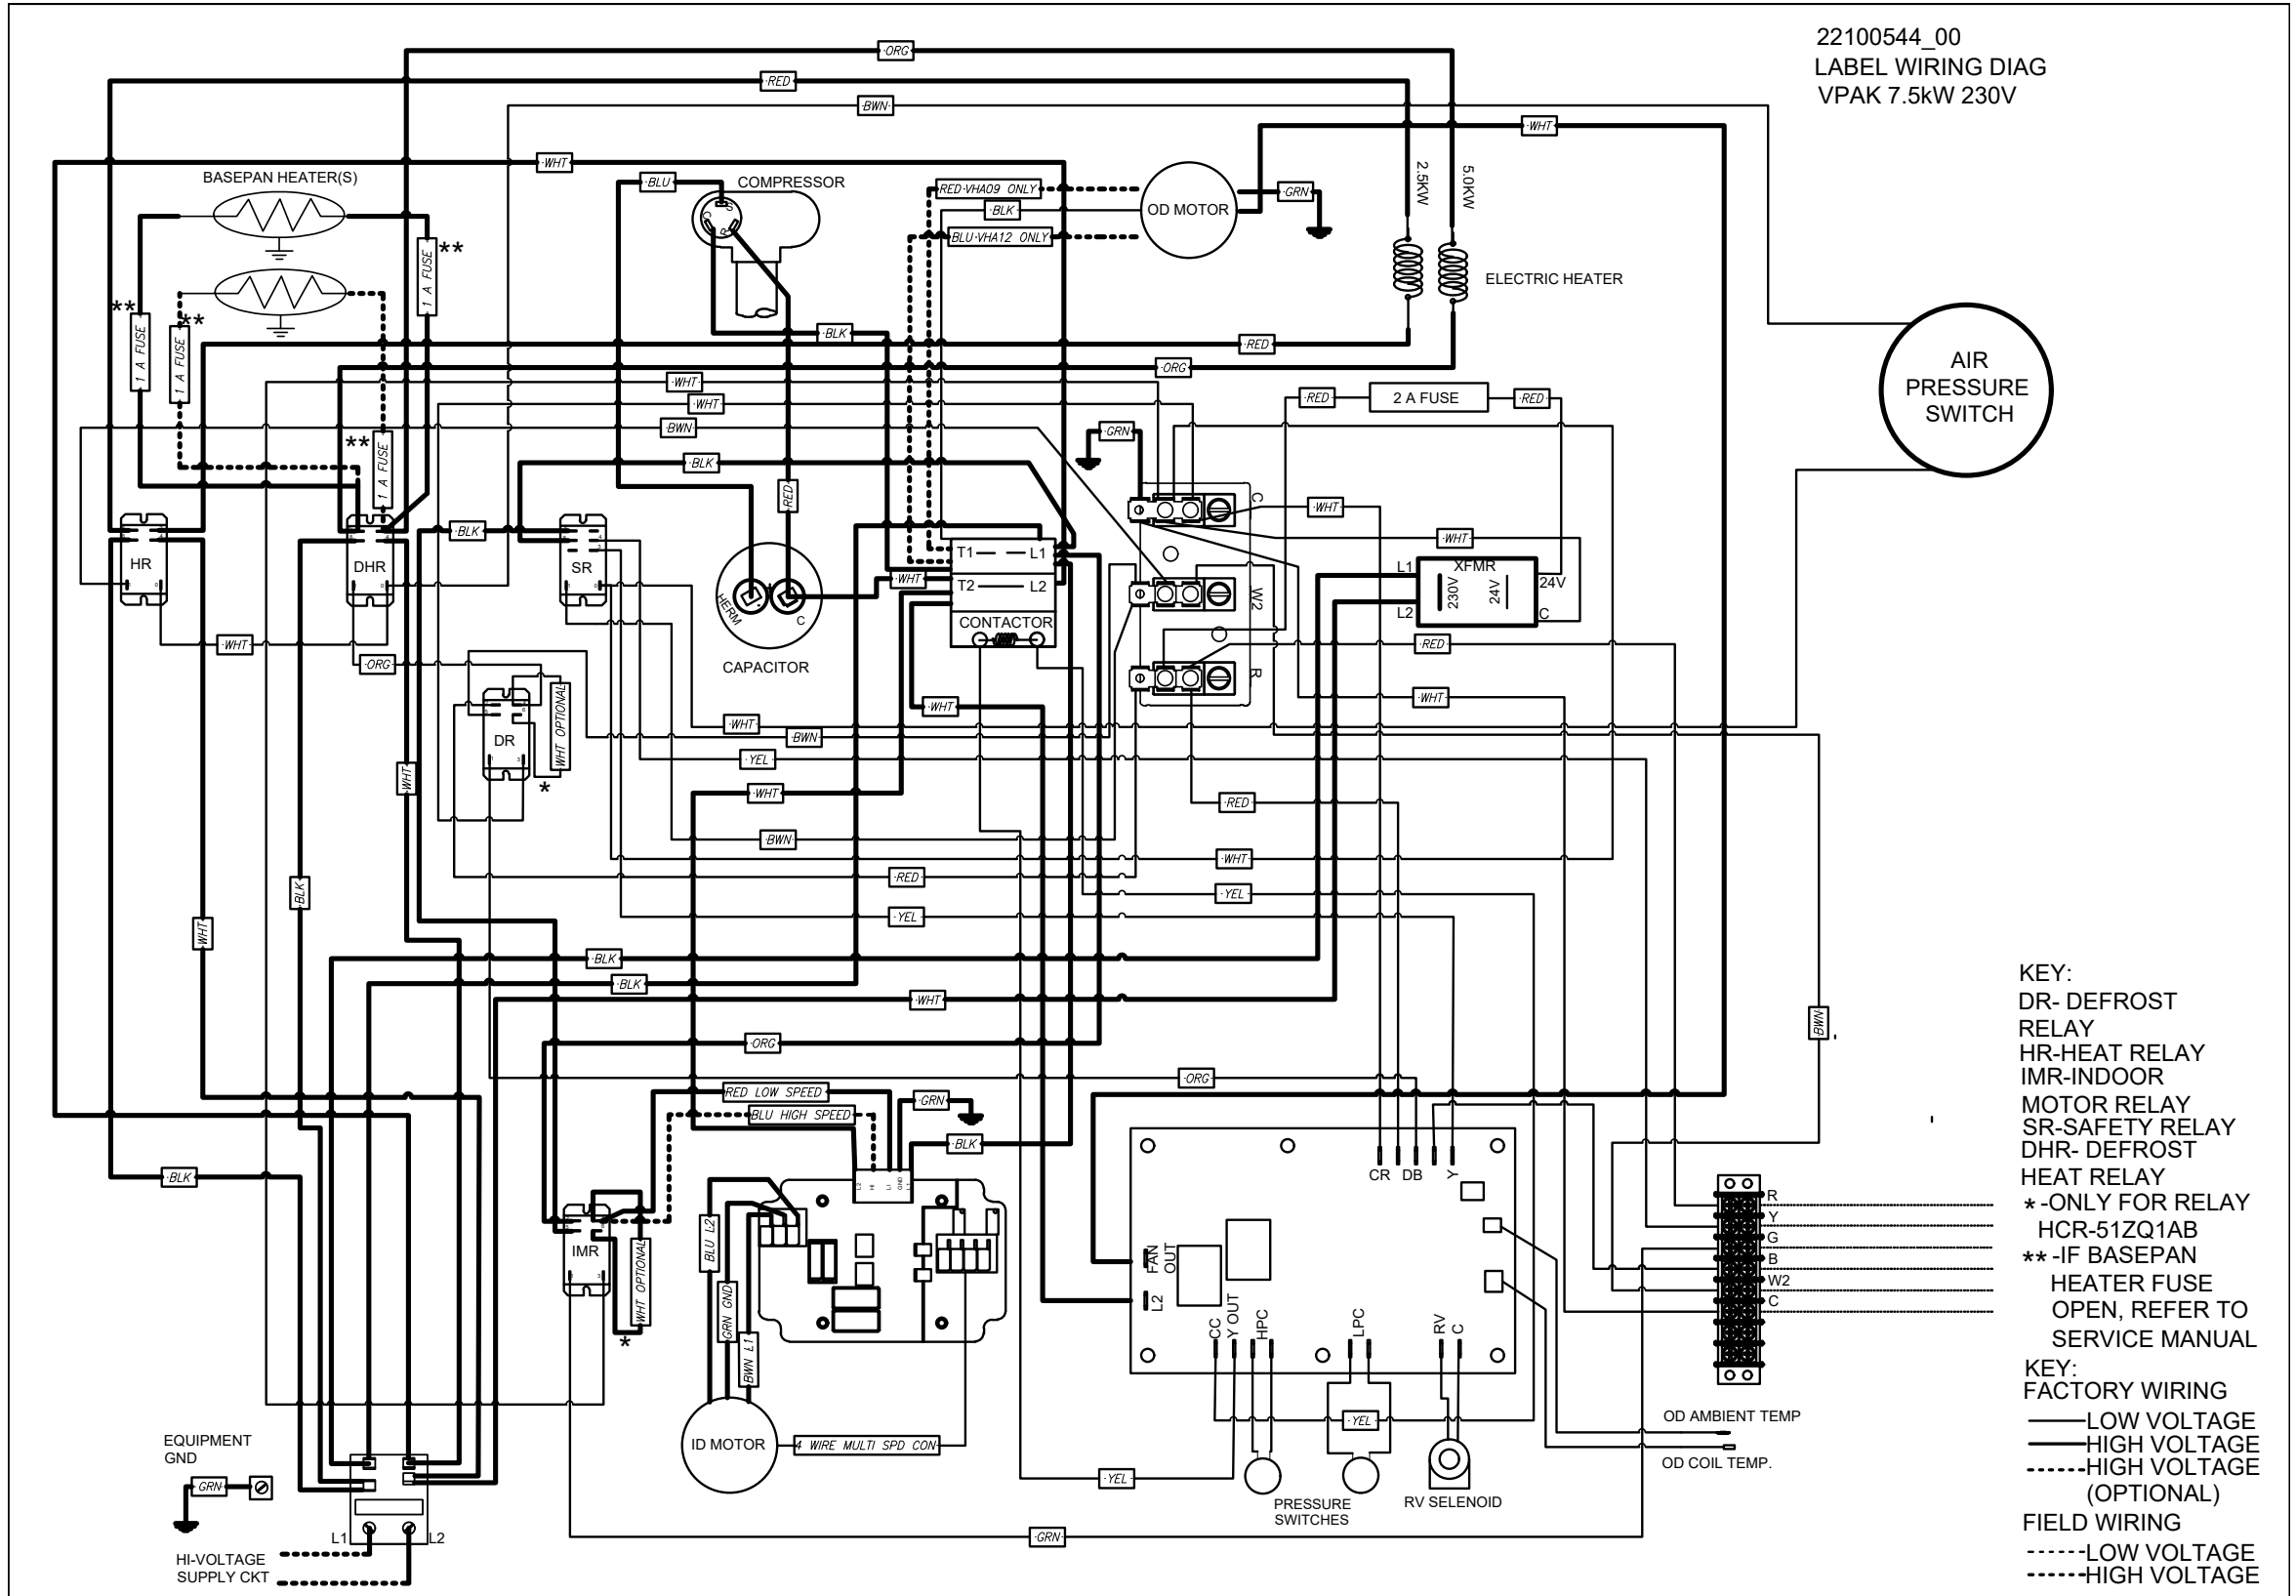 22100544_00
LABEL WIRING DIAG
VPAK 7.5kW 230V
ORG
RED
BWN
WHT
WHT
BASEPAN HEATER(S)
BLU
COMPRESSOR
S
C
R
RED-VHA09 ONLY
BLK
BLU-VHA12 ONLY
OD MOTOR
GRN
2.5KW
5.0KW
ELECTRIC HEATER
1 A FUSE
**
**
1 A FUSE
**
1 A FUSE
**
1 A FUSE
BLK
RED
ORG
AIR
PRESSURE
SWITCH
WHT
WHT
BWN
BLK
RED
2 A FUSE
RED
GRN
RED
C
WHT
WHT
BLK
HR
DHR
SR
HERM
C
CAPACITOR
T1
L1
T2
L2
CONTACTOR
WHT
W2
R
L1
L2
XFMR
230V
24V
24V
C
WHT
ORG
RED
WHT
DR
WHT OPTIONAL
*
WHT
WHT
BWN
YEL
WHT
WHT
RED
BWN
WHT
RED
YEL
YEL
BLK
WHT
BLK
BLK
WHT
BWN
ORG
ORG
RED LOW SPEED
BLU HIGH SPEED
GRN
BLK
BLK
L2
HI
L1
GND
L1
IMR
WHT OPTIONAL
*
BLU L2
GRN GND
BWN L1
ID MOTOR
4 WIRE MULTI SPD CON
CR
DB
Y
FAN
OUT
L2
CC
Y OUT
HPC
LPC
RV
C
YEL
YEL
PRESSURE
SWITCHES
RV SELENOID
OD AMBIENT TEMP
OD COIL TEMP.
R
Y
G
B
W2
C
EQUIPMENT
GND
GRN
L1
L2
HI-VOLTAGE
SUPPLY CKT
GRN
KEY:
DR- DEFROST
RELAY
HR-HEAT RELAY
IMR-INDOOR
MOTOR RELAY
SR-SAFETY RELAY
DHR- DEFROST
HEAT RELAY
* -ONLY FOR RELAY
HCR-51ZQ1AB
** -IF BASEPAN
HEATER FUSE
OPEN, REFER TO
SERVICE MANUAL
KEY:
FACTORY WIRING
LOW VOLTAGE
HIGH VOLTAGE
HIGH VOLTAGE
(OPTIONAL)
FIELD WIRING
LOW VOLTAGE
HIGH VOLTAGE